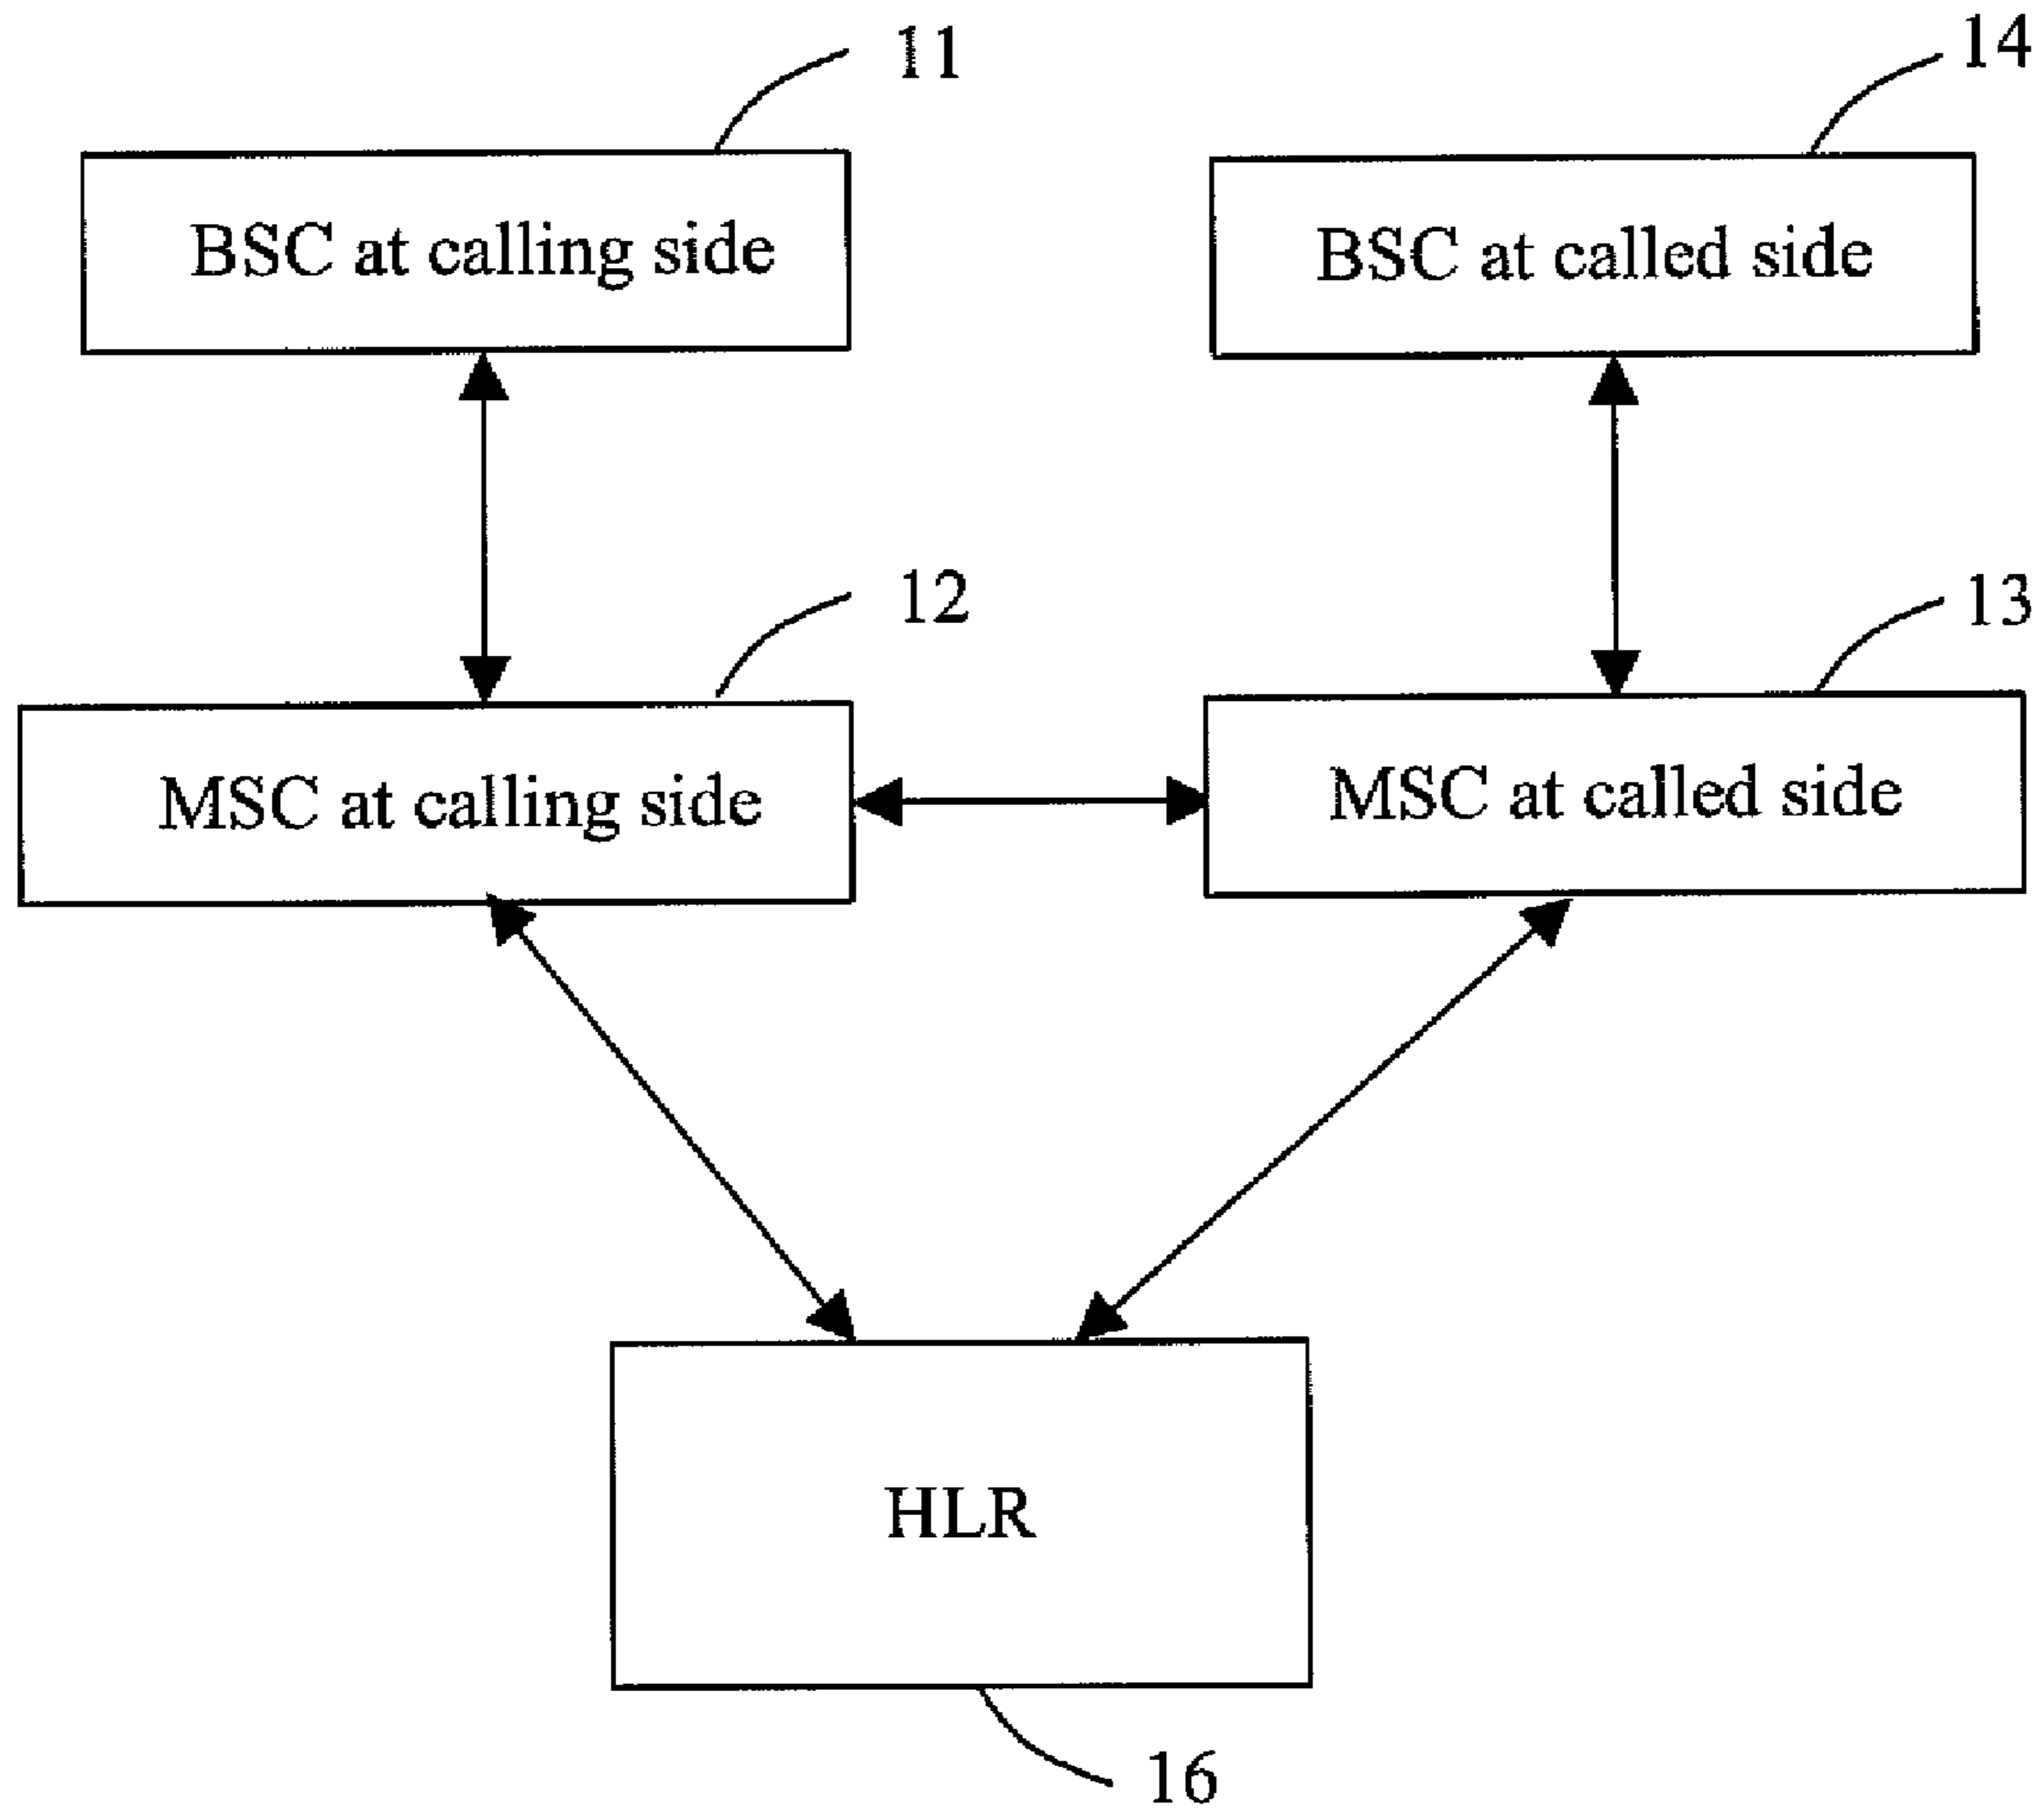 11
14
BSC at calling side
BSC at called side
12
13
MSC at calling side
MSC at called side
HLR
16